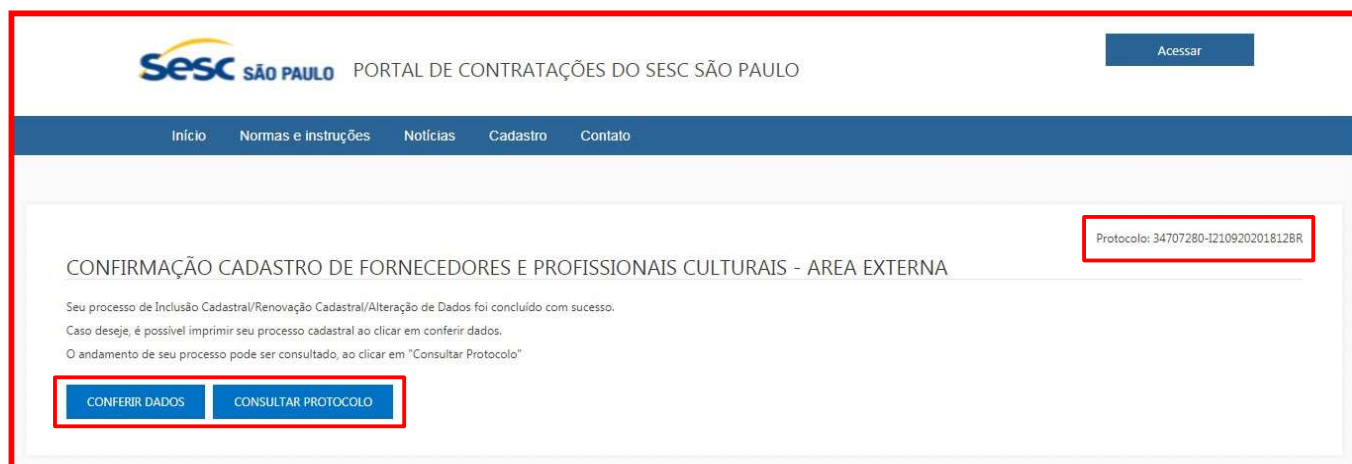 Sesc SÃO PAULO PORTAL DE CONTRATAÇÕES DO SESC SÃO PAULO
Acessar
Início Normas e instruções Notícias Cadastro Contato
Protocolo: 34707280-I210920201812BR
CONFIRMAÇÃO CADASTRO DE FORNECEDORES E PROFISSIONAIS CULTURAIS - AREA EXTERNA
Seu processo de Inclusão Cadastral/Renovação Cadastral/Alteração de Dados foi concluído com sucesso.
Caso deseje, é possível imprimir seu processo cadastral ao clicar em conferir dados.
O andamento de seu processo pode ser consultado, ao clicar em "Consultar Protocolo"
CONFERIR DADOS CONSULTAR PROTOCOLO